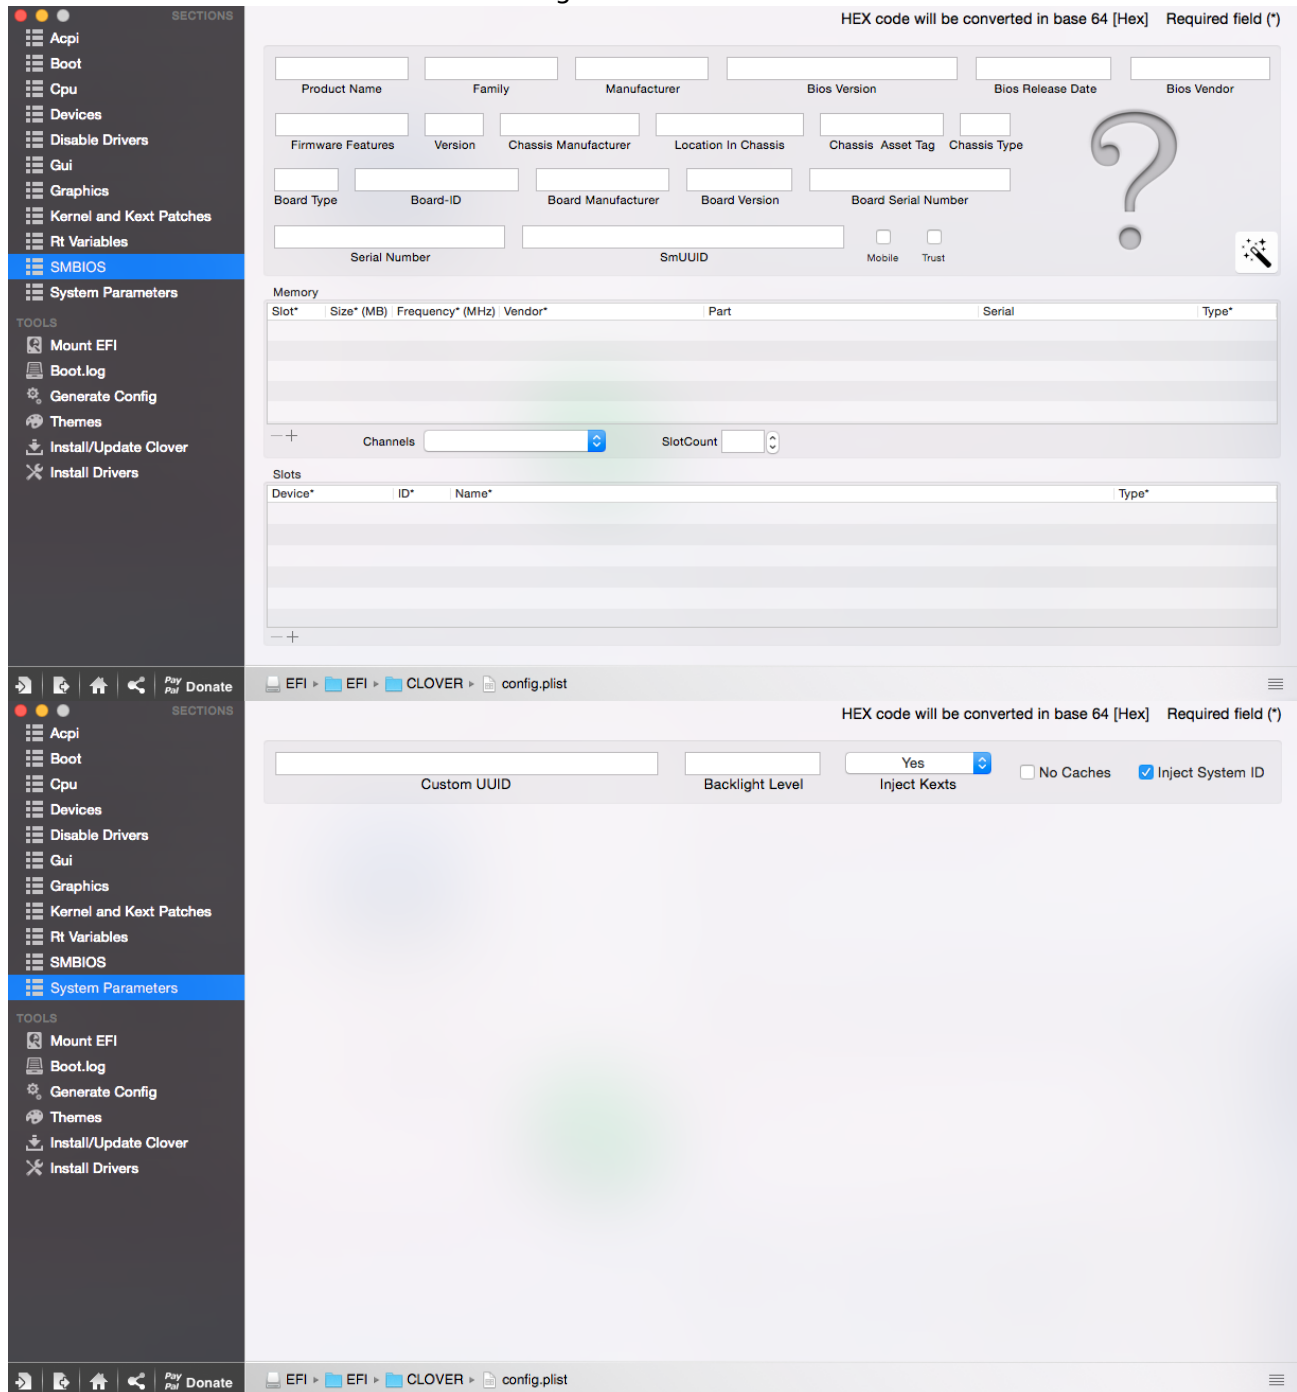 SECTIONS
HEX code will be converted in base 64 [Hex] Required field (*)
Acpi
Boot
Cpu
Devices
Disable Drivers
Gui
Graphics
Kernel and Kext Patches
Rt Variables
SMBIOS
System Parameters
TOOLS
Mount EFI
Boot.log
Generate Config
Themes
Install/Update Clover
Install Drivers
Pay Pal Donate
Product Name Family Manufacturer Bios Version Bios Release Date Bios Vendor
Firmware Features Version Chassis Manufacturer Location In Chassis Chassis Asset Tag Chassis Type
Board Type Board-ID Board Manufacturer Board Version Board Serial Number
Serial Number SmUUID Mobile Trust
Memory
Slot* Size* (MB) Frequency* (MHz) Vendor* Part Serial Type*
Channels SlotCount
Slots
Device* ID* Name* Type*
EFI EFI CLOVER config.plist
SECTIONS
HEX code will be converted in base 64 [Hex] Required field (*)
Acpi
Boot
Cpu
Devices
Disable Drivers
Gui
Graphics
Kernel and Kext Patches
Rt Variables
SMBIOS
System Parameters
TOOLS
Mount EFI
Boot.log
Generate Config
Themes
Install/Update Clover
Install Drivers
Pay Pal Donate
Yes No Caches Inject System ID
Custom UUID Backlight Level Inject Kexts
EFI EFI CLOVER config.plist